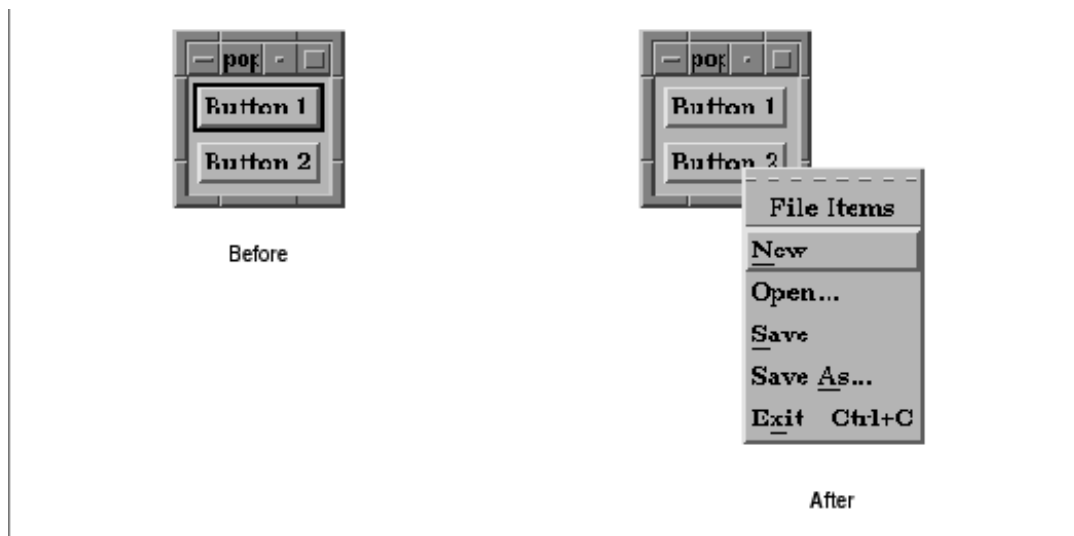 pop
Button 1
Button 2
Before
pop
Button 1
Button 2
File Items
New
Open...
Save
Save As...
Exit Ctrl+C
After